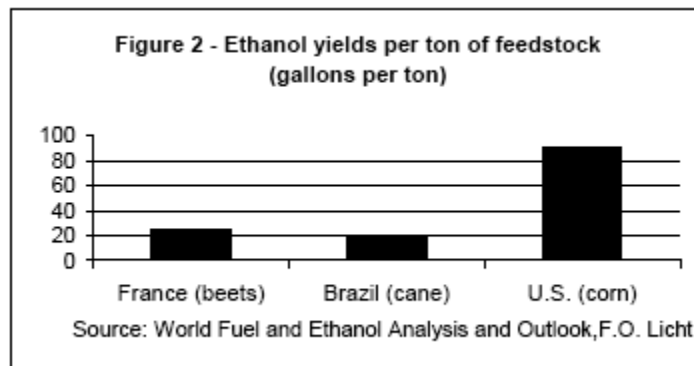 Figure 2 - Ethanol yields per ton of feedstock
(gallons per ton)
100
80
60
40
20
0
France (beets) Brazil (cane) U.S. (corn)
Source: World Fuel and Ethanol Analysis and Outlook,F.O. Licht